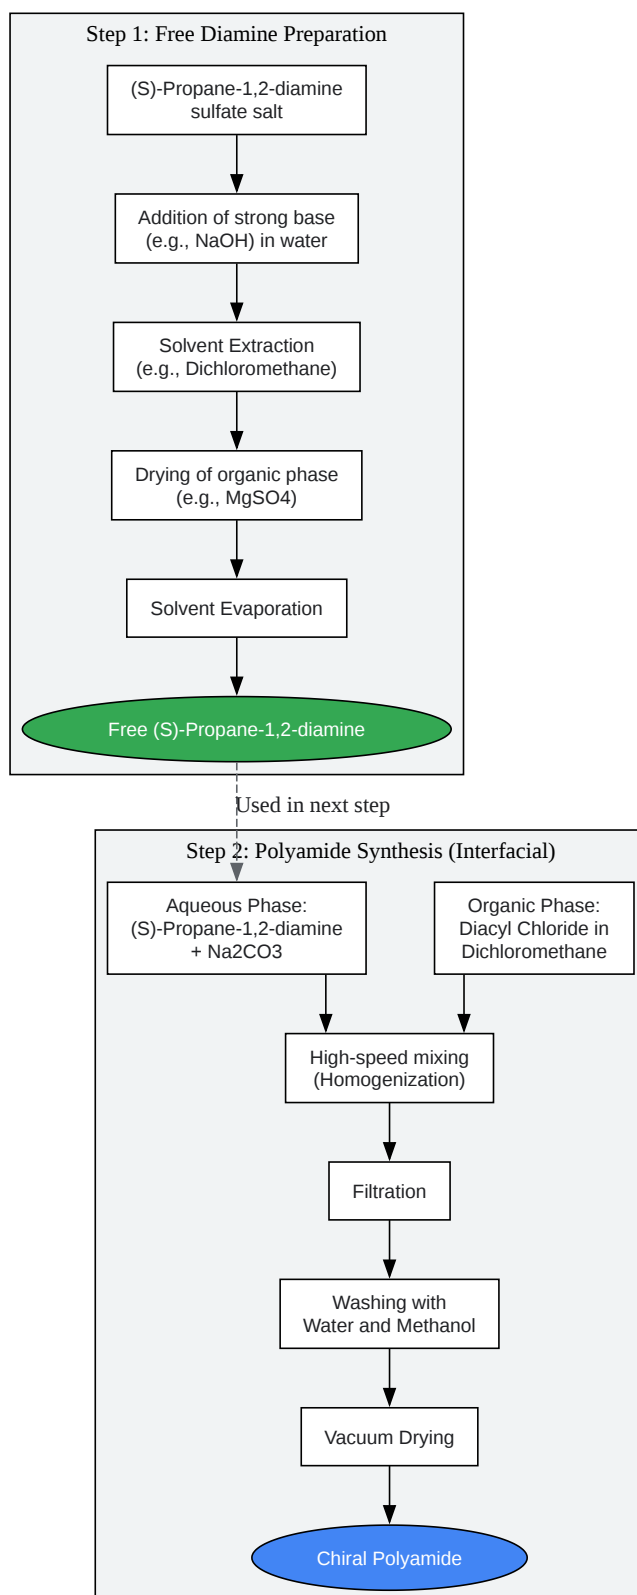 Step 1: Free Diamine Preparation
(S)-Propane-1,2-diamine
sulfate salt
Addition of strong base
(e.g., NaOH) in water
Solvent Extraction
(e.g., Dichloromethane)
Drying of organic phase
(e.g., MgSO4)
Solvent Evaporation
Free (S)-Propane-1,2-diamine
Used in next step
Step 2: Polyamide Synthesis (Interfacial)
Aqueous Phase:
(S)-Propane-1,2-diamine
+ Na2CO3
Organic Phase:
Diacyl Chloride in
Dichloromethane
High-speed mixing
(Homogenization)
Filtration
Washing with
Water and Methanol
Vacuum Drying
Chiral Polyamide